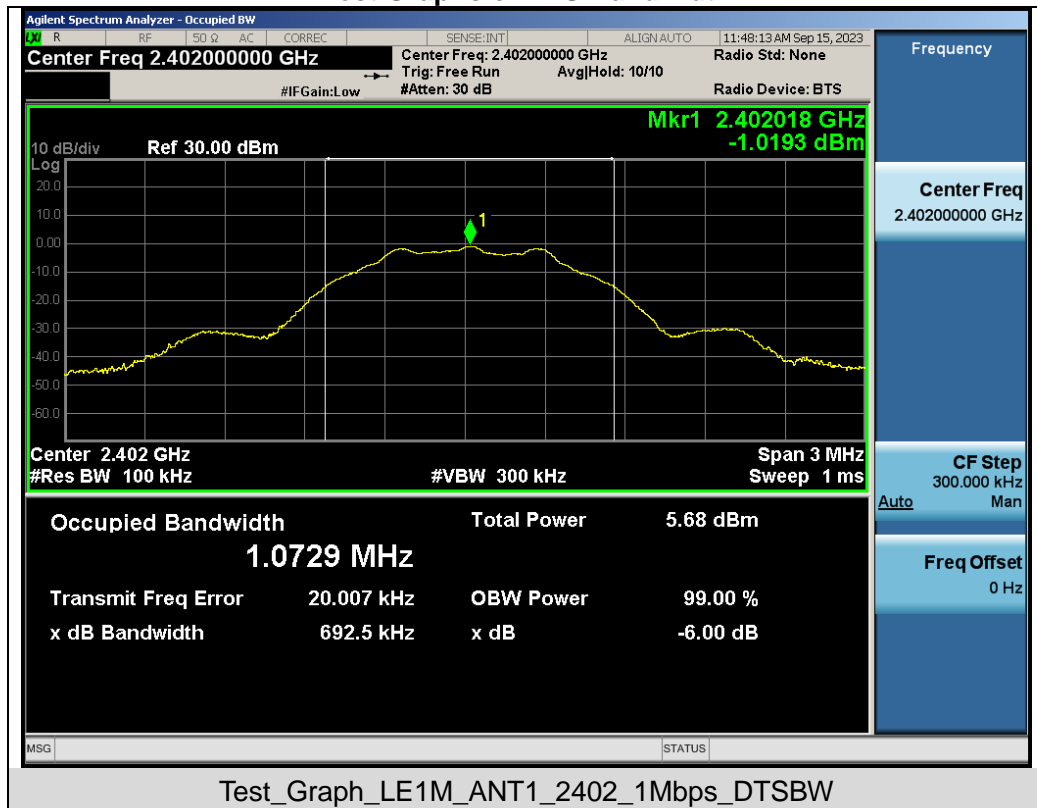 Agilent Spectrum Analyzer - Occupied BW
LXI R RF 50 Ω AC CORREC SENSE:INT ALIGN AUTO 11:48:13 AM Sep 15, 2023
Center Freq 2.402000000 GHz
Center Freq: 2.402000000 GHz
Radio Std: None
Trig: Free Run Avg|Hold: 10/10
#IFGain:Low
#Atten: 30 dB
Radio Device: BTS
Frequency
Mkr1 2.402018 GHz
-1.0193 dBm
10 dB/div Ref 30.00 dBm
Log
20.0
10.0
0.00
-10.0
-20.0
-30.0
-40.0
-50.0
-60.0
1
Center 2.402 GHz
Span 3 MHz
#Res BW 100 kHz
#VBW 300 kHz
Sweep 1 ms
Center Freq
2.402000000 GHz
CF Step
300.000 kHz
Auto Man
Freq Offset
0 Hz
Occupied Bandwidth
1.0729 MHz
Total Power 5.68 dBm
Transmit Freq Error 20.007 kHz
OBW Power 99.00 %
x dB Bandwidth 692.5 kHz
x dB -6.00 dB
MSG
STATUS
Test_Graph_LE1M_ANT1_2402_1Mbps_DTSBW